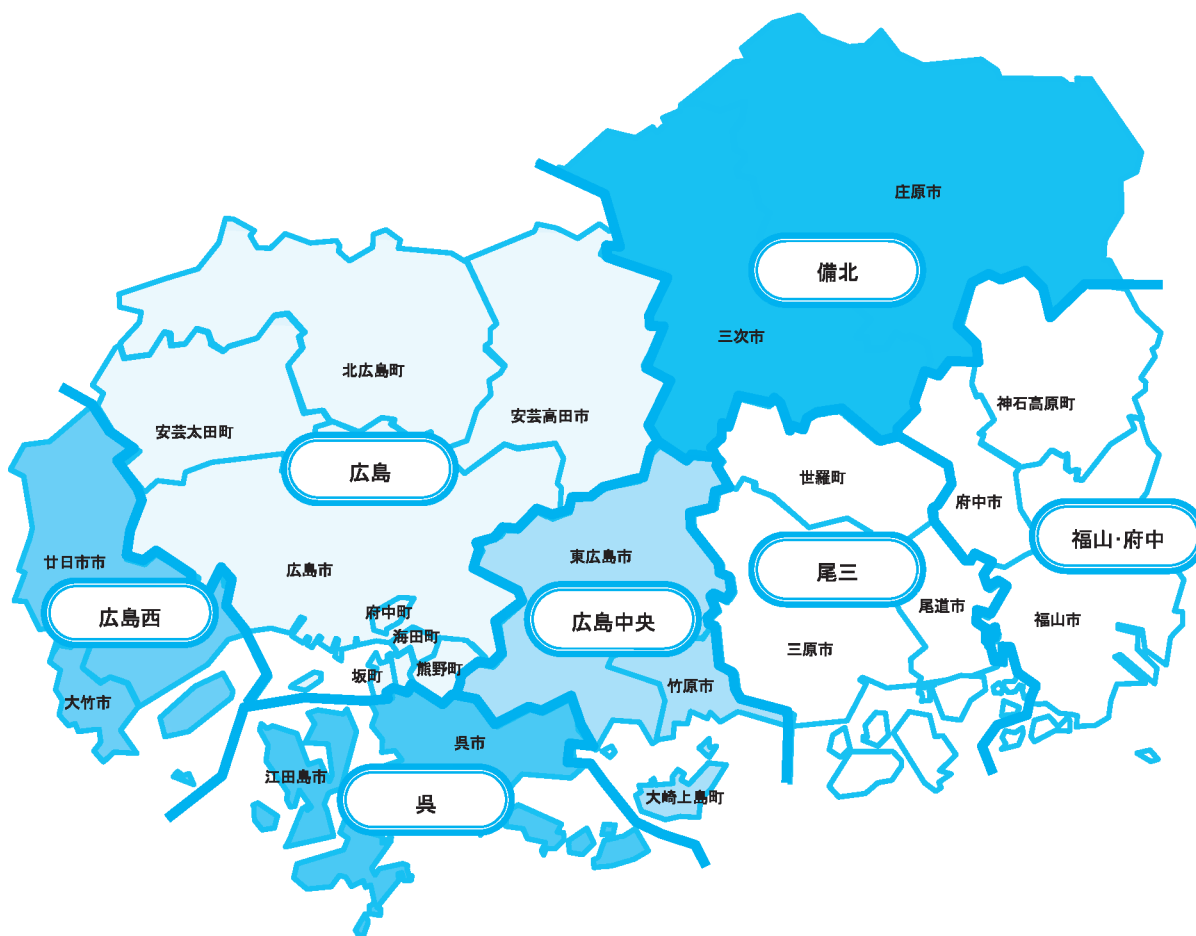 庄原市
備北
三次市
北広島町
神石高原町
安芸高田市
安芸太田町
広島
世羅町
府中市
福山・府中
東広島市
廿日市市
広島市
尾三
尾道市
府中町
広島西
広島中央
福山市
海田町
三原市
熊野町
坂町
竹原市
大竹市
呉市
江田島市
大崎上島町
呉